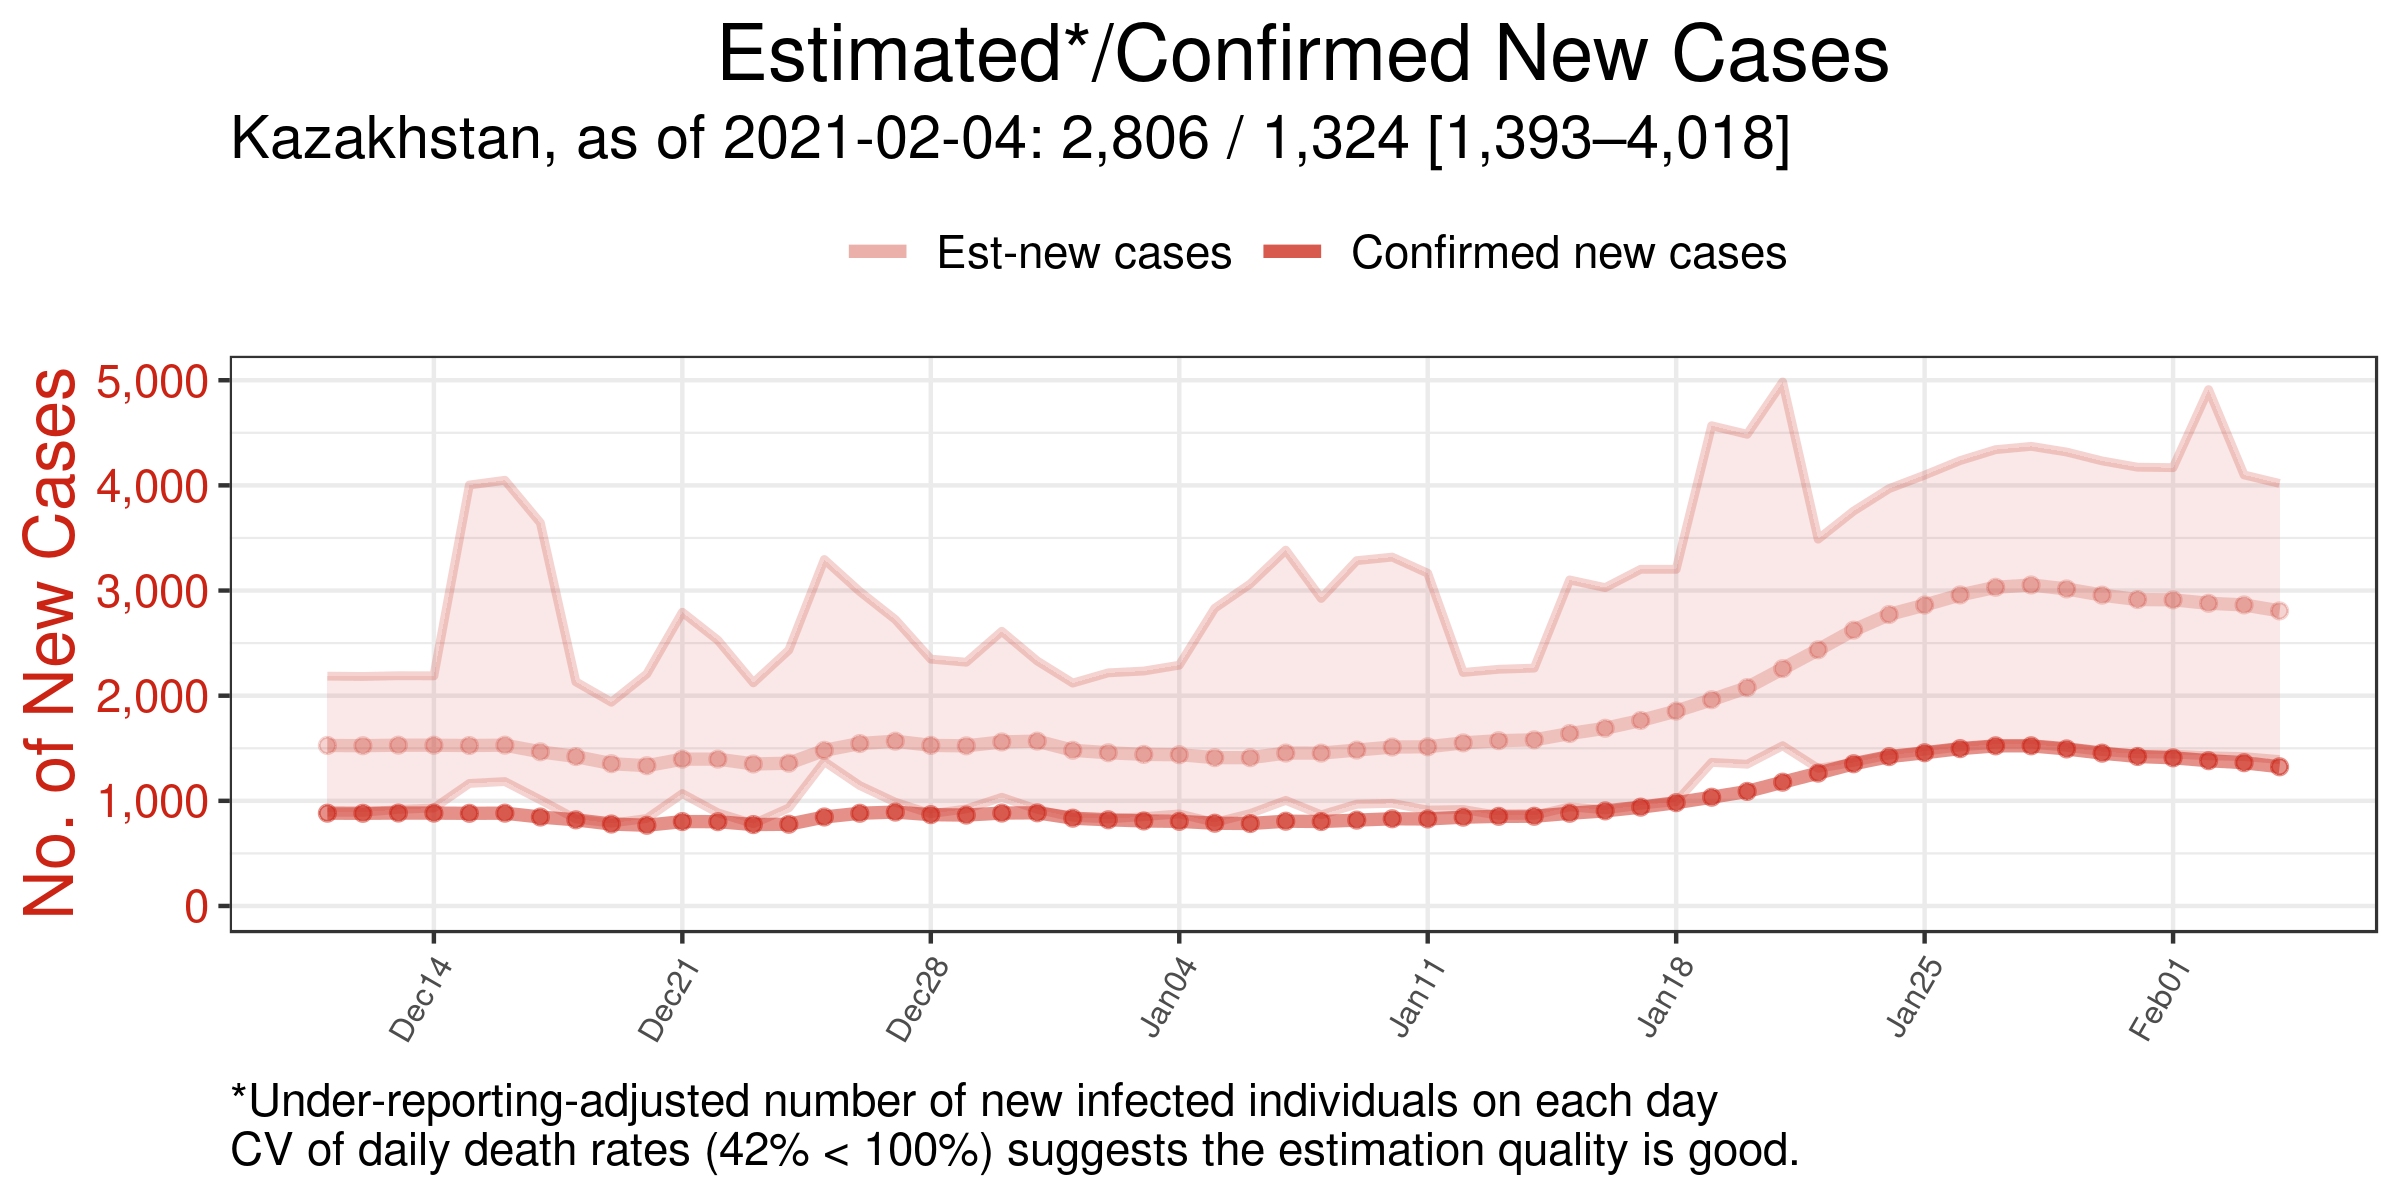 Estimated*/Confirmed New Cases
Kazakhstan, as of 2021-02-04: 2,806 / 1,324 [1,393–4,018]
Est-new cases
Confirmed new cases
No. of New Cases
5,000
4,000
3,000
2,000
1,000
0
Dec14
Dec21
Dec28
Jan04
Jan11
Jan18
Jan25
Feb01
*Under-reporting-adjusted number of new infected individuals on each day
CV of daily death rates (42% < 100%) suggests the estimation quality is good.